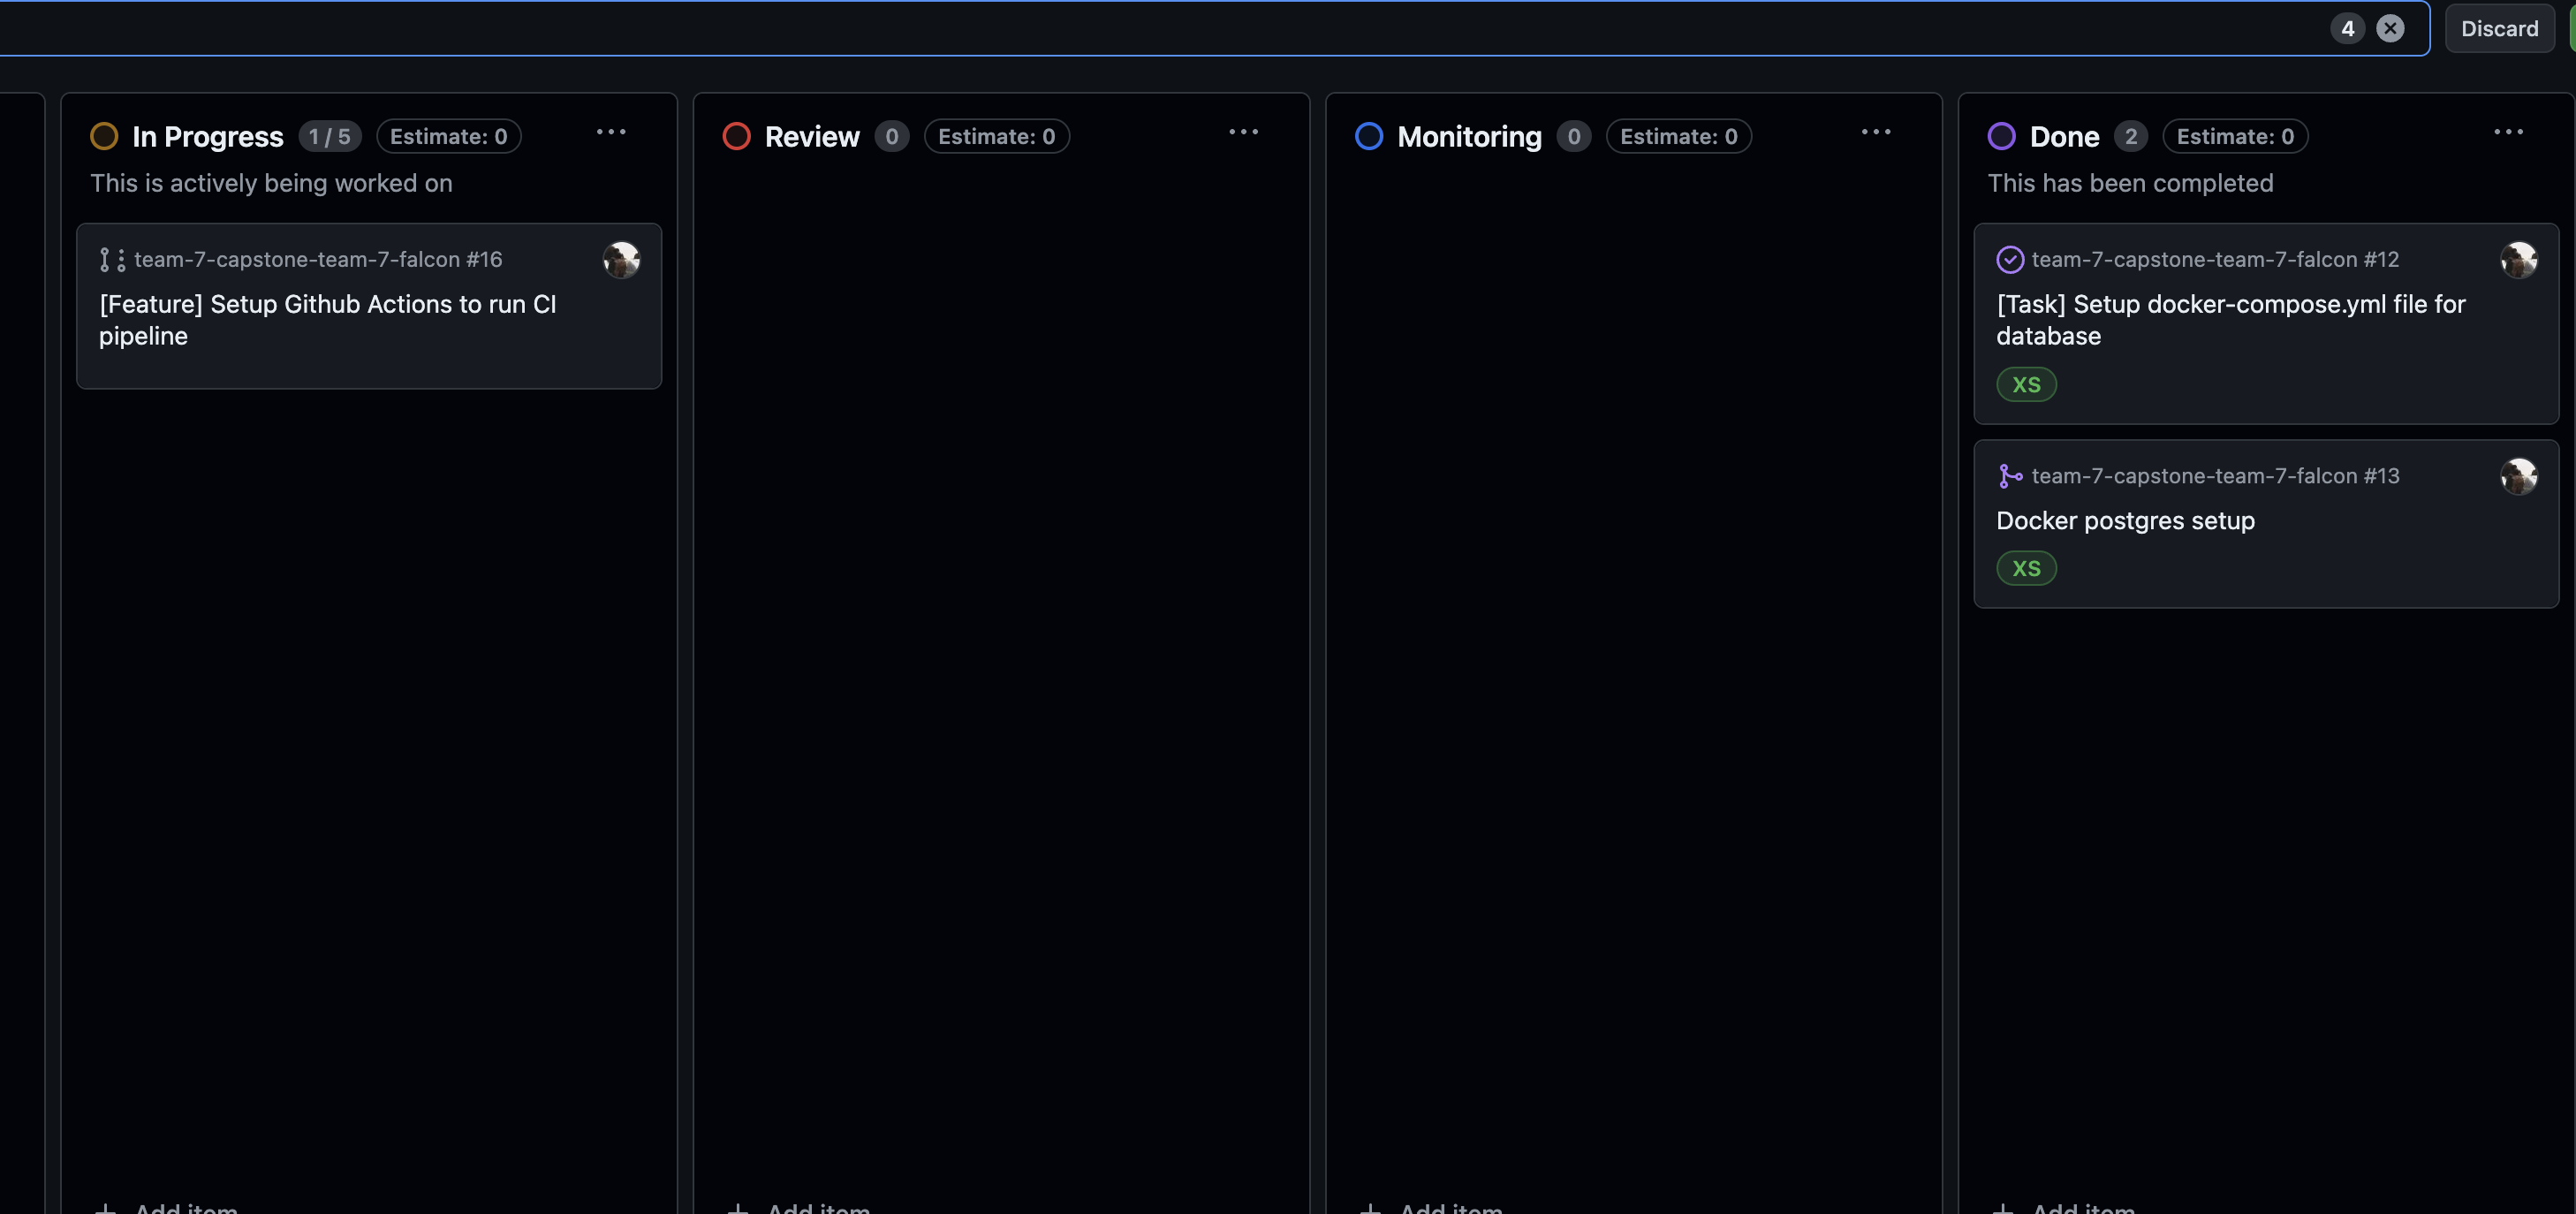 4
Discard
In Progress 1 / 5 Estimate: 0
This is actively being worked on
team-7-capstone-team-7-falcon #16
[Feature] Setup Github Actions to run CI
pipeline
Add item
Review 0 Estimate: 0
Add item
Monitoring 0 Estimate: 0
Add item
Done 2 Estimate: 0
This has been completed
team-7-capstone-team-7-falcon #12
[Task] Setup docker-compose.yml file for
database
XS
team-7-capstone-team-7-falcon #13
Docker postgres setup
XS
Add item